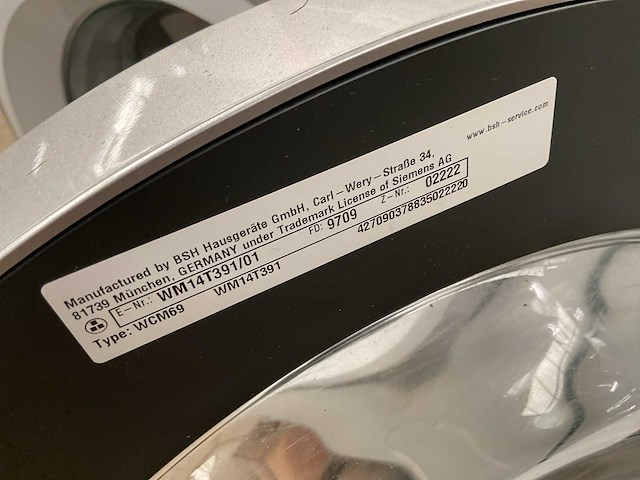 www.bsh-service.com
Manufactured by BSH Hausgeräte GmbH, Carl-Wery-Straße 34,
81739 München, GERMANY under Trademark License of Siemens AG
E-Nr.: WM14T391/01 FD: 9709 Z-Nr.: 02222
Type: WCM69 WM14T391 427090378835022220